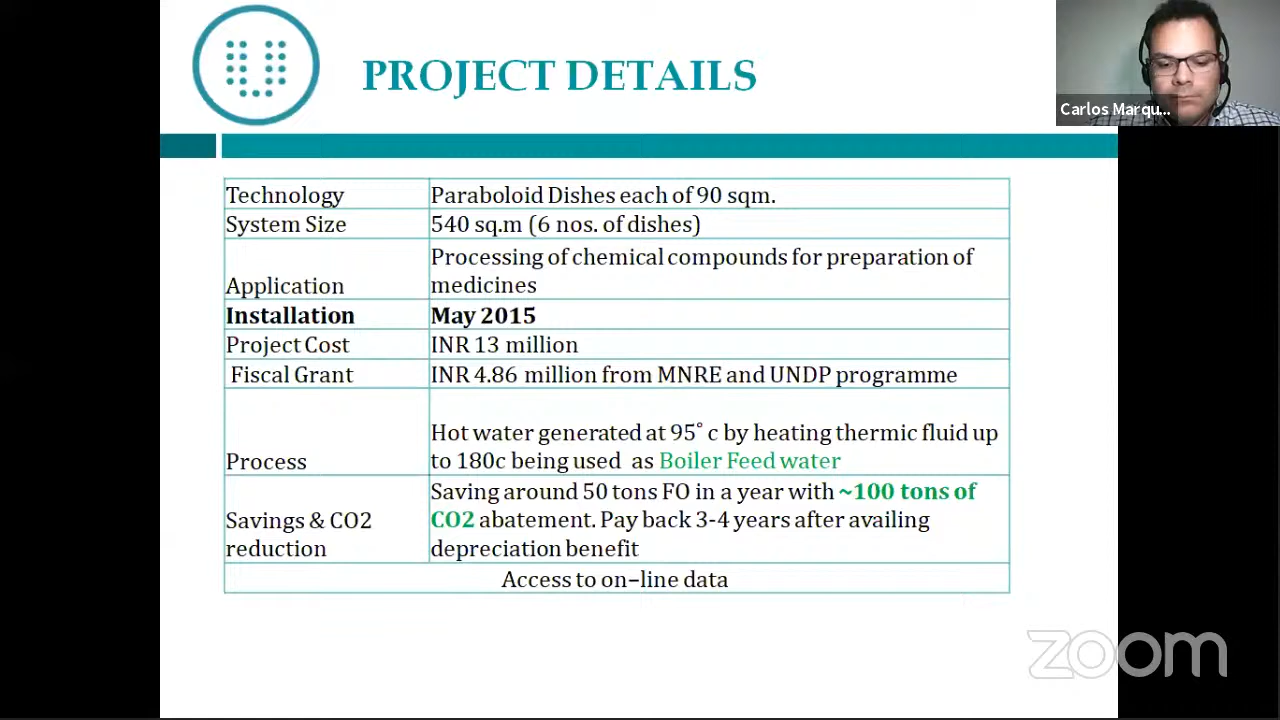 PROJECT DETAILS
Carlos Marqu...
Technology Paraboloid Dishes each of 90 sqm.
System Size 540 sq.m (6 nos. of dishes)
Application Processing of chemical compounds for preparation of
medicines
Installation May 2015
Project Cost INR 13 million
Fiscal Grant INR 4.86 million from MNRE and UNDP programme
Process Hot water generated at 95° c by heating thermic fluid up
to 180c being used as Boiler Feed water
Savings & CO2
reduction
Saving around 50 tons FO in a year with ~100 tons of
CO2 abatement. Pay back 3-4 years after availing
depreciation benefit
Access to on–line data
zoom